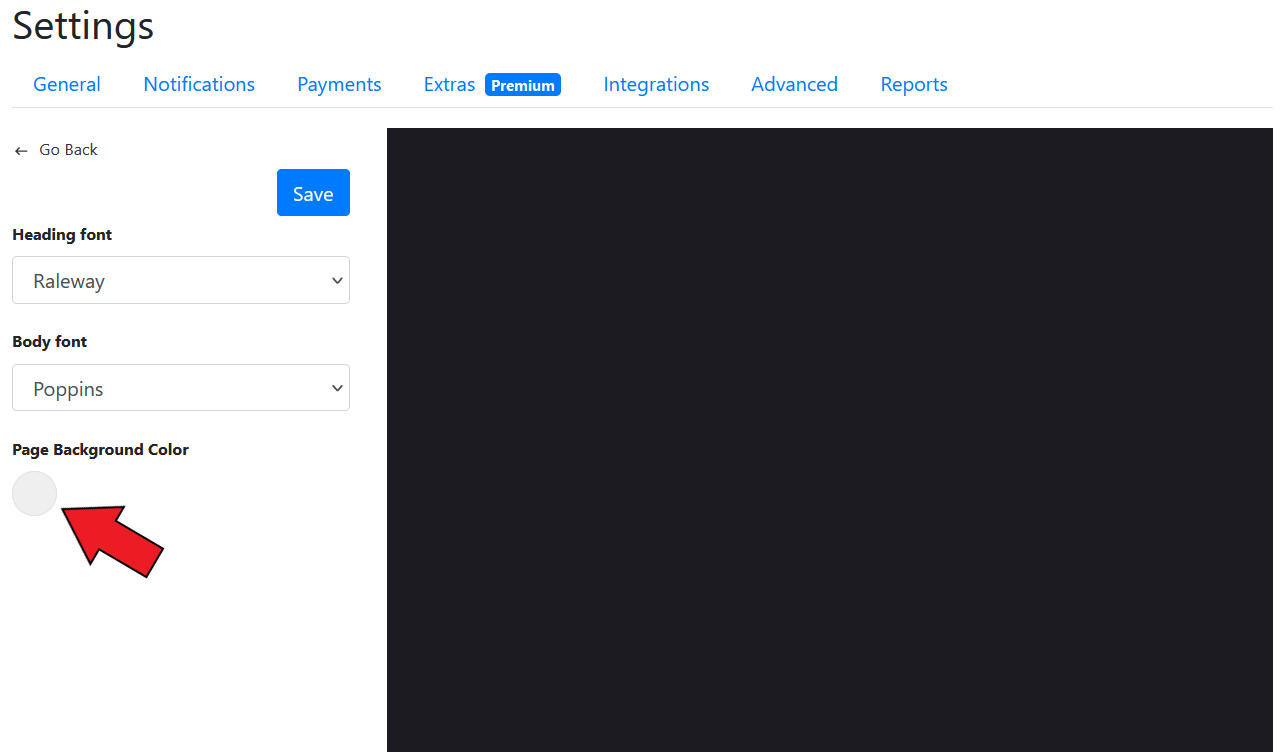 Settings
General Notifications Payments Extras Premium Integrations Advanced Reports
← Go Back
Save
Heading font
Raleway
Body font
Poppins
Page Background Color